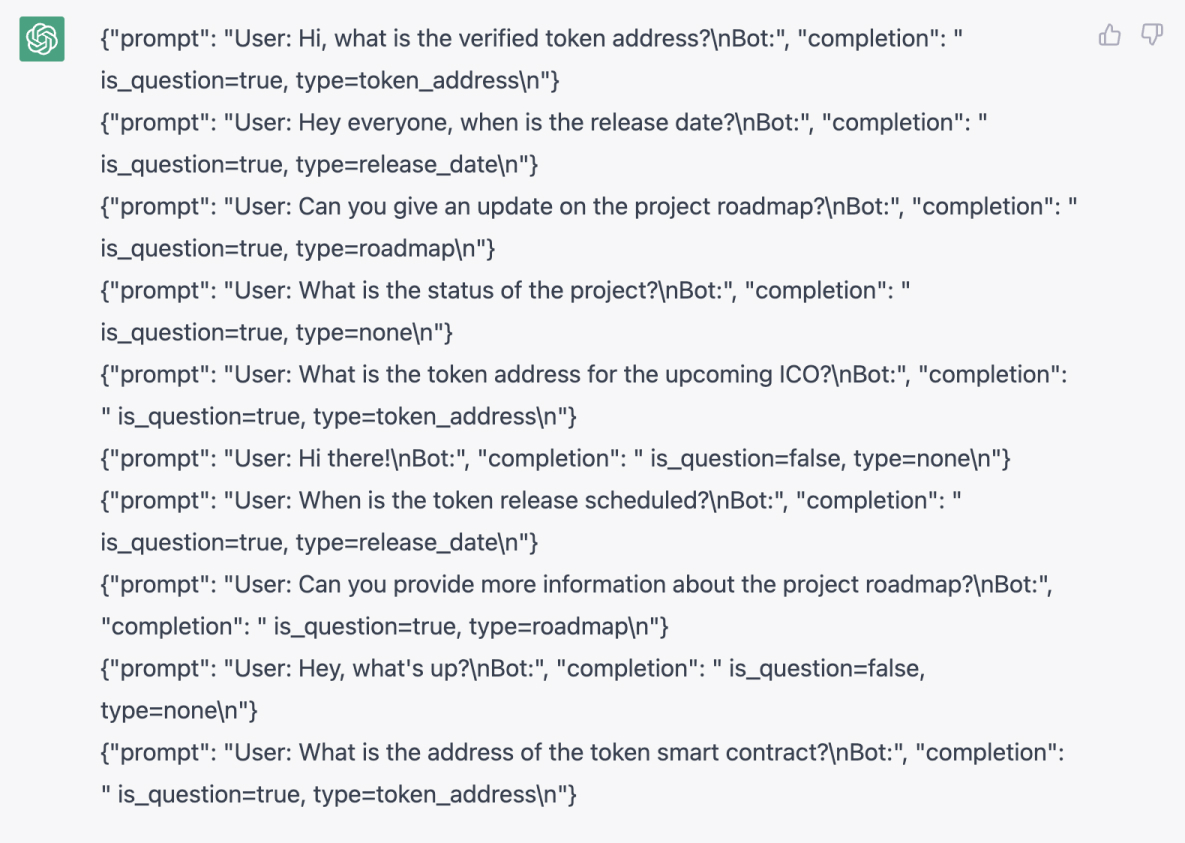 {"prompt": "User: Hi, what is the verified token address?\nBot:", "completion": "
is_question=true, type=token_address\n"}
{"prompt": "User: Hey everyone, when is the release date?\nBot:", "completion": "
is_question=true, type=release_date\n"}
{"prompt": "User: Can you give an update on the project roadmap?\nBot:", "completion": "
is_question=true, type=roadmap\n"}
{"prompt": "User: What is the status of the project?\nBot:", "completion": "
is_question=true, type=none\n"}
{"prompt": "User: What is the token address for the upcoming ICO?\nBot:", "completion":
" is_question=true, type=token_address\n"}
{"prompt": "User: Hi there!\nBot:", "completion": " is_question=false, type=none\n"}
{"prompt": "User: When is the token release scheduled?\nBot:", "completion": "
is_question=true, type=release_date\n"}
{"prompt": "User: Can you provide more information about the project roadmap?\nBot:",
"completion": " is_question=true, type=roadmap\n"}
{"prompt": "User: Hey, what's up?\nBot:", "completion": " is_question=false,
type=none\n"}
{"prompt": "User: What is the address of the token smart contract?\nBot:", "completion":
" is_question=true, type=token_address\n"}